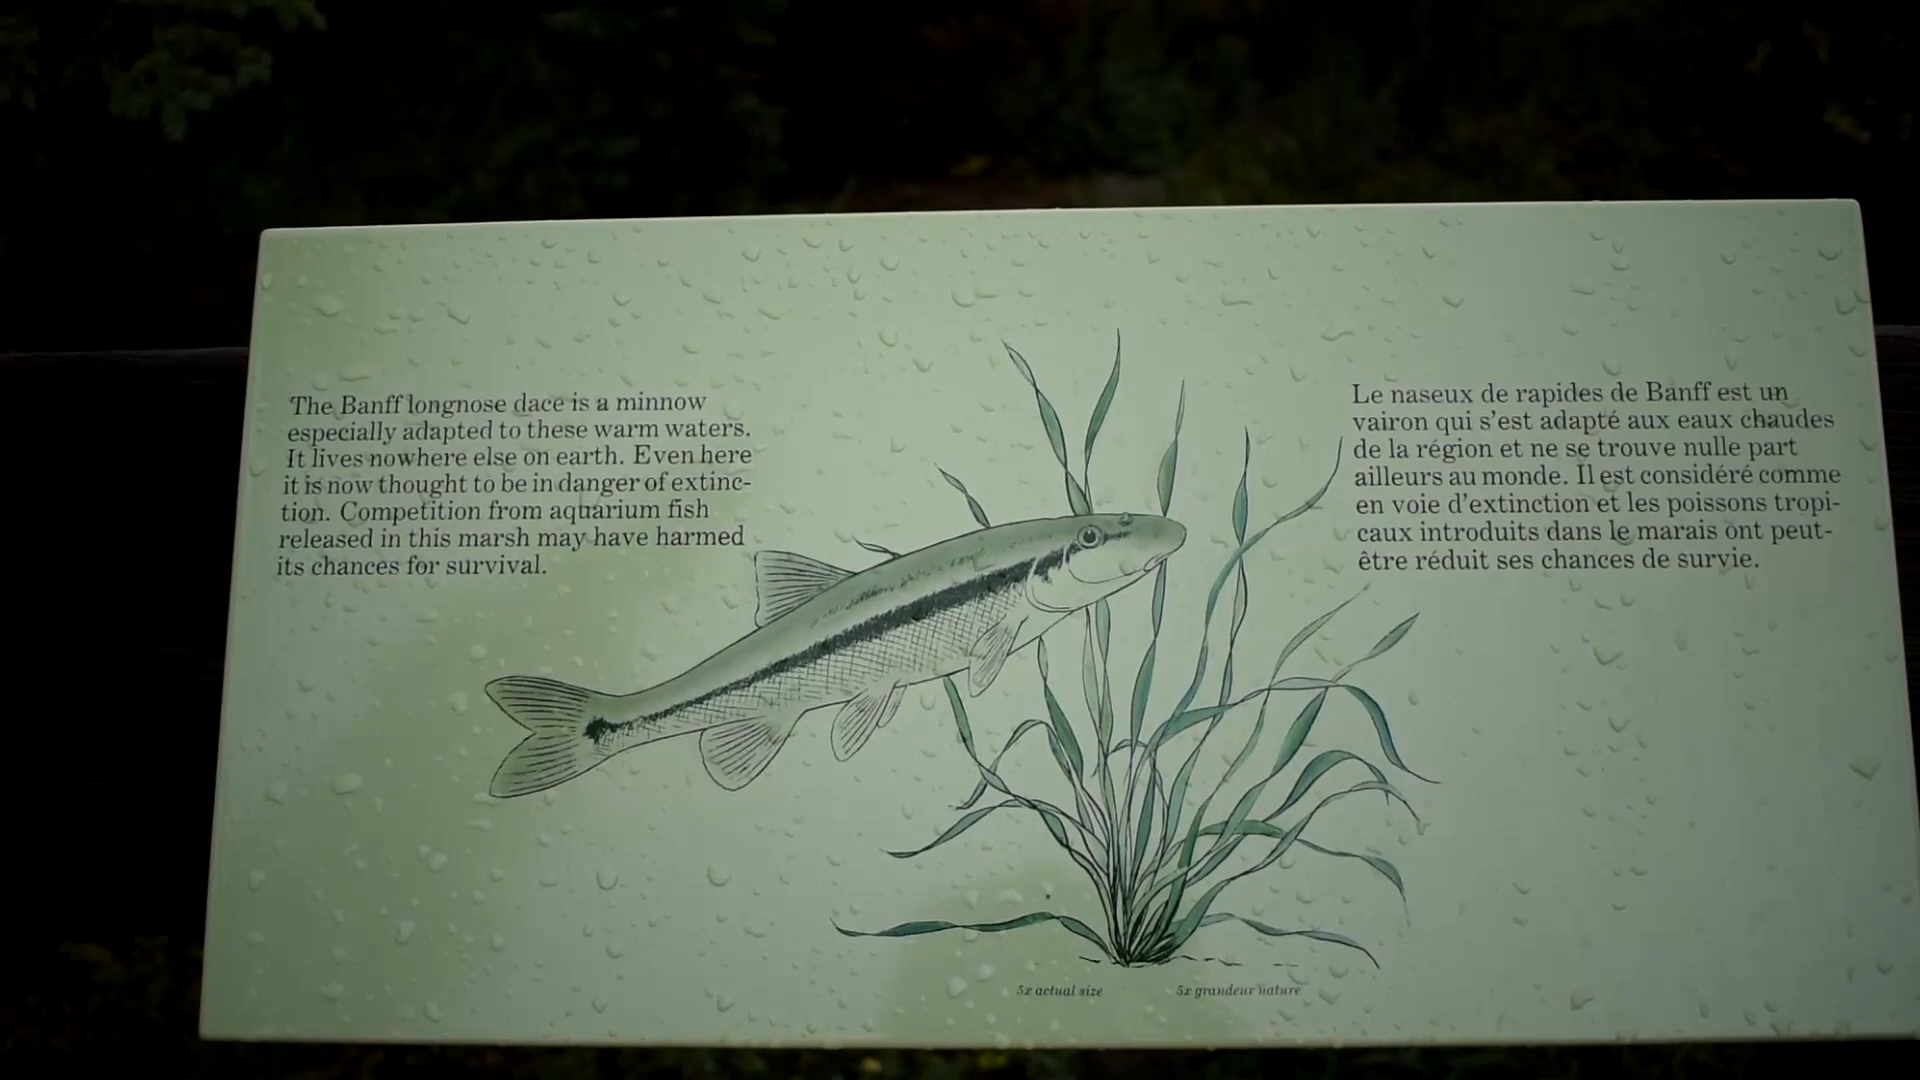 The Banff longnose dace is a minnow
especially adapted to these warm waters.
It lives nowhere else on earth. Even here
it is now thought to be in danger of extinc-
tion. Competition from aquarium fish
released in this marsh may have harmed
its chances for survival.
Le naseux de rapides de Banff est un
vairon qui s'est adapté aux eaux chaudes
de la région et ne se trouve nulle part
ailleurs au monde. Il est considéré comme
en voie d'extinction et les poissons tropi-
caux introduits dans le marais ont peut-
être réduit ses chances de survie.
5x actual size
5x grandeur nature